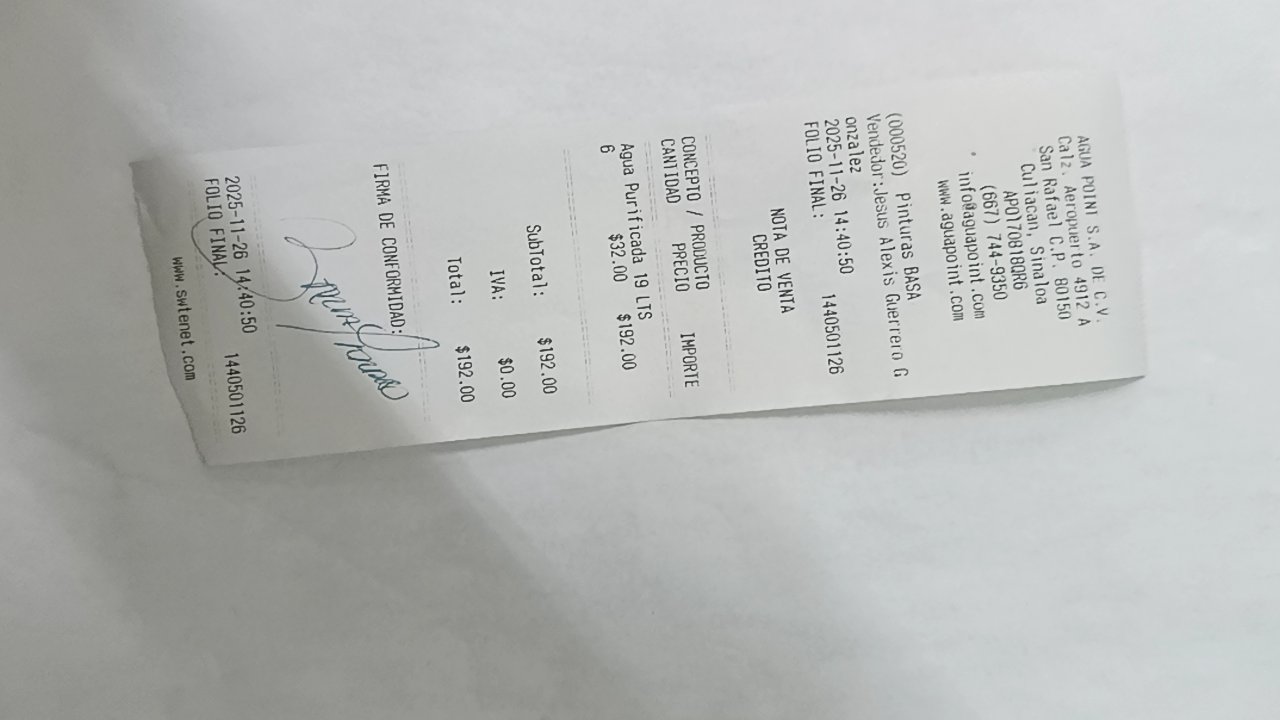 AGUA POINT S.A. DE C.V.
Calz. Aeropuerto 4912 A
San Rafael C.P. 80150
Culiacan, Sinaloa
APO170818QR6
(667) 744-9350
info@aguapoint.com
www.aguapoint.com
(000520) Pinturas BASA
Vendedor:Jesus Alexis Guerrero G
onzalez
2025-11-26 14:40:50 1440501126
FOLIO FINAL:
NOTA DE VENTA
CREDITO
CONCEPTO / PRODUCTO
CANTIDAD PRECIO IMPORTE
Agua Purificada 19 LTS
6 $32.00 $192.00
SubTotal: $192.00
IVA: $0.00
Total: $192.00
FIRMA DE CONFORMIDAD:
2025-11-26 14:40:50 1440501126
FOLIO FINAL:
www.swtenet.com